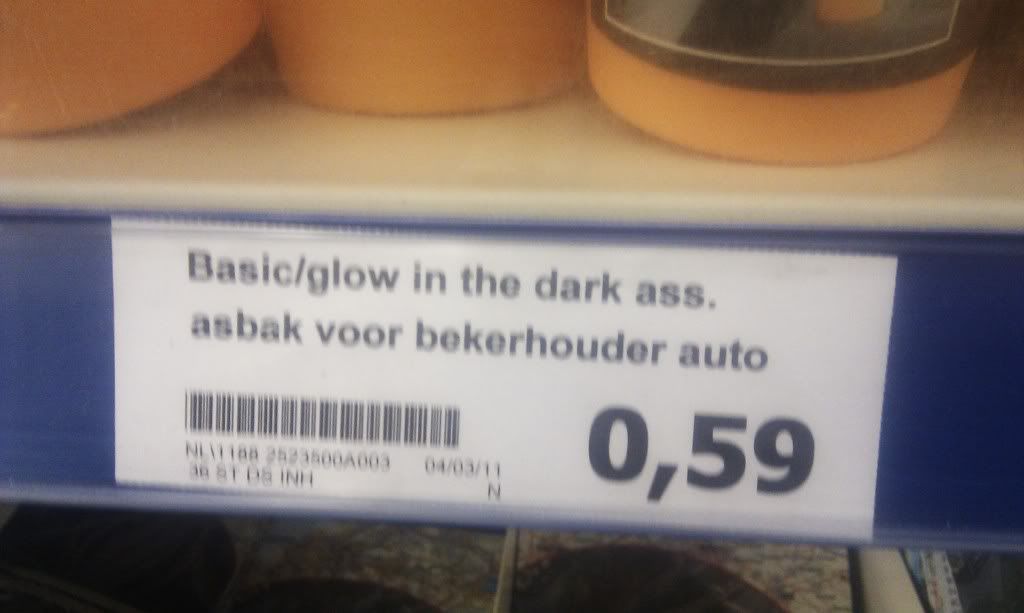 Basic/glow in the dark ass.
asbak voor bekerhouder auto
0,59
NL\1188 2523500A003 04/03/11
36 ST DS INH N